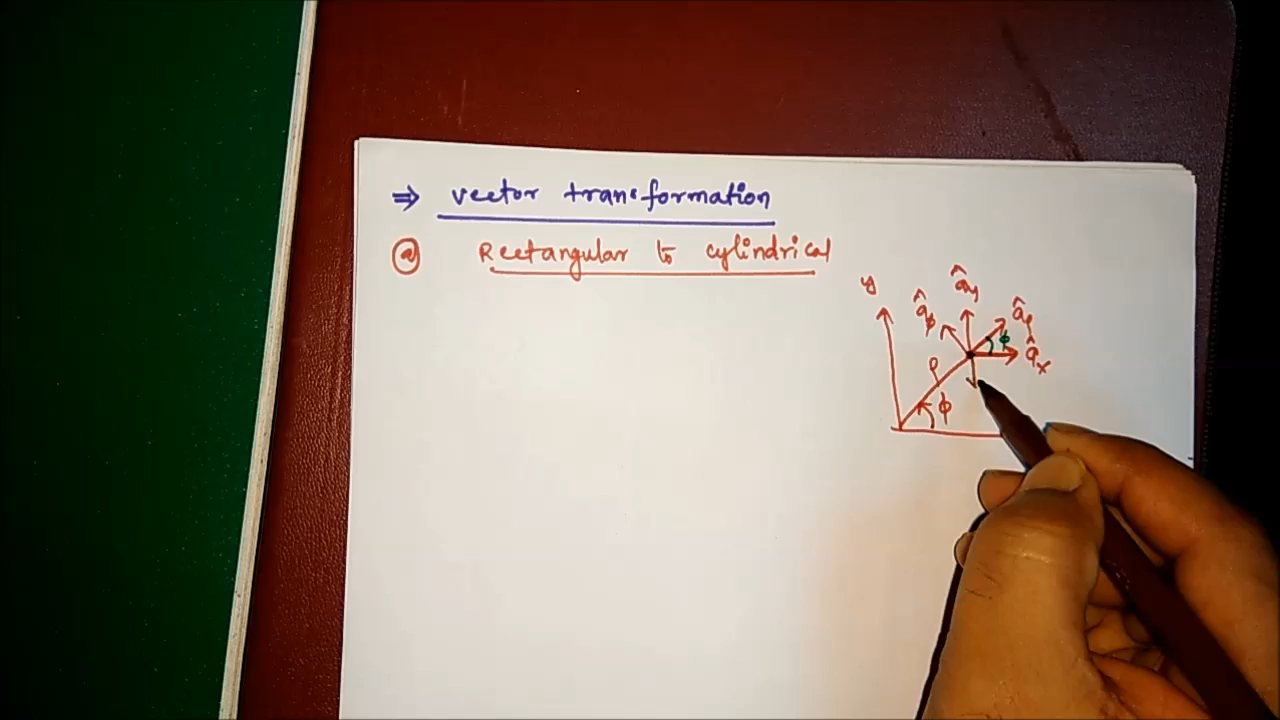 ⇒ vector transformation
ⓐ Rectangular to cylindrical
y
âϕ ây âρ
ϕ âx
ρ
ϕ